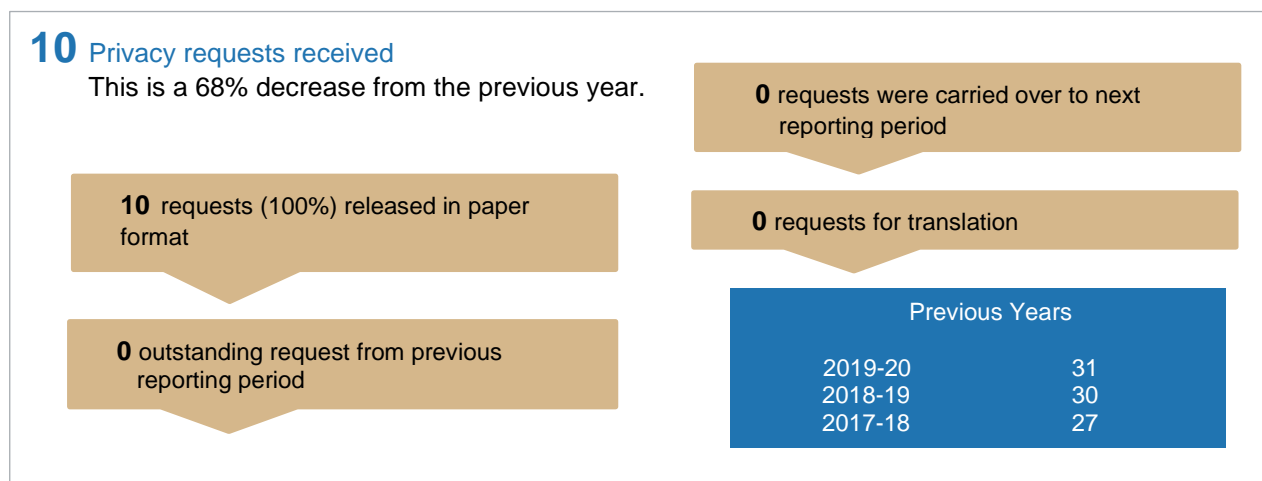 10 Privacy requests received
This is a 68% decrease from the previous year.
10 requests (100%) released in paper
format
0 outstanding request from previous
reporting period
0 requests were carried over to next
reporting period
0 requests for translation
Previous Years
2019-20 31
2018-19 30
2017-18 27